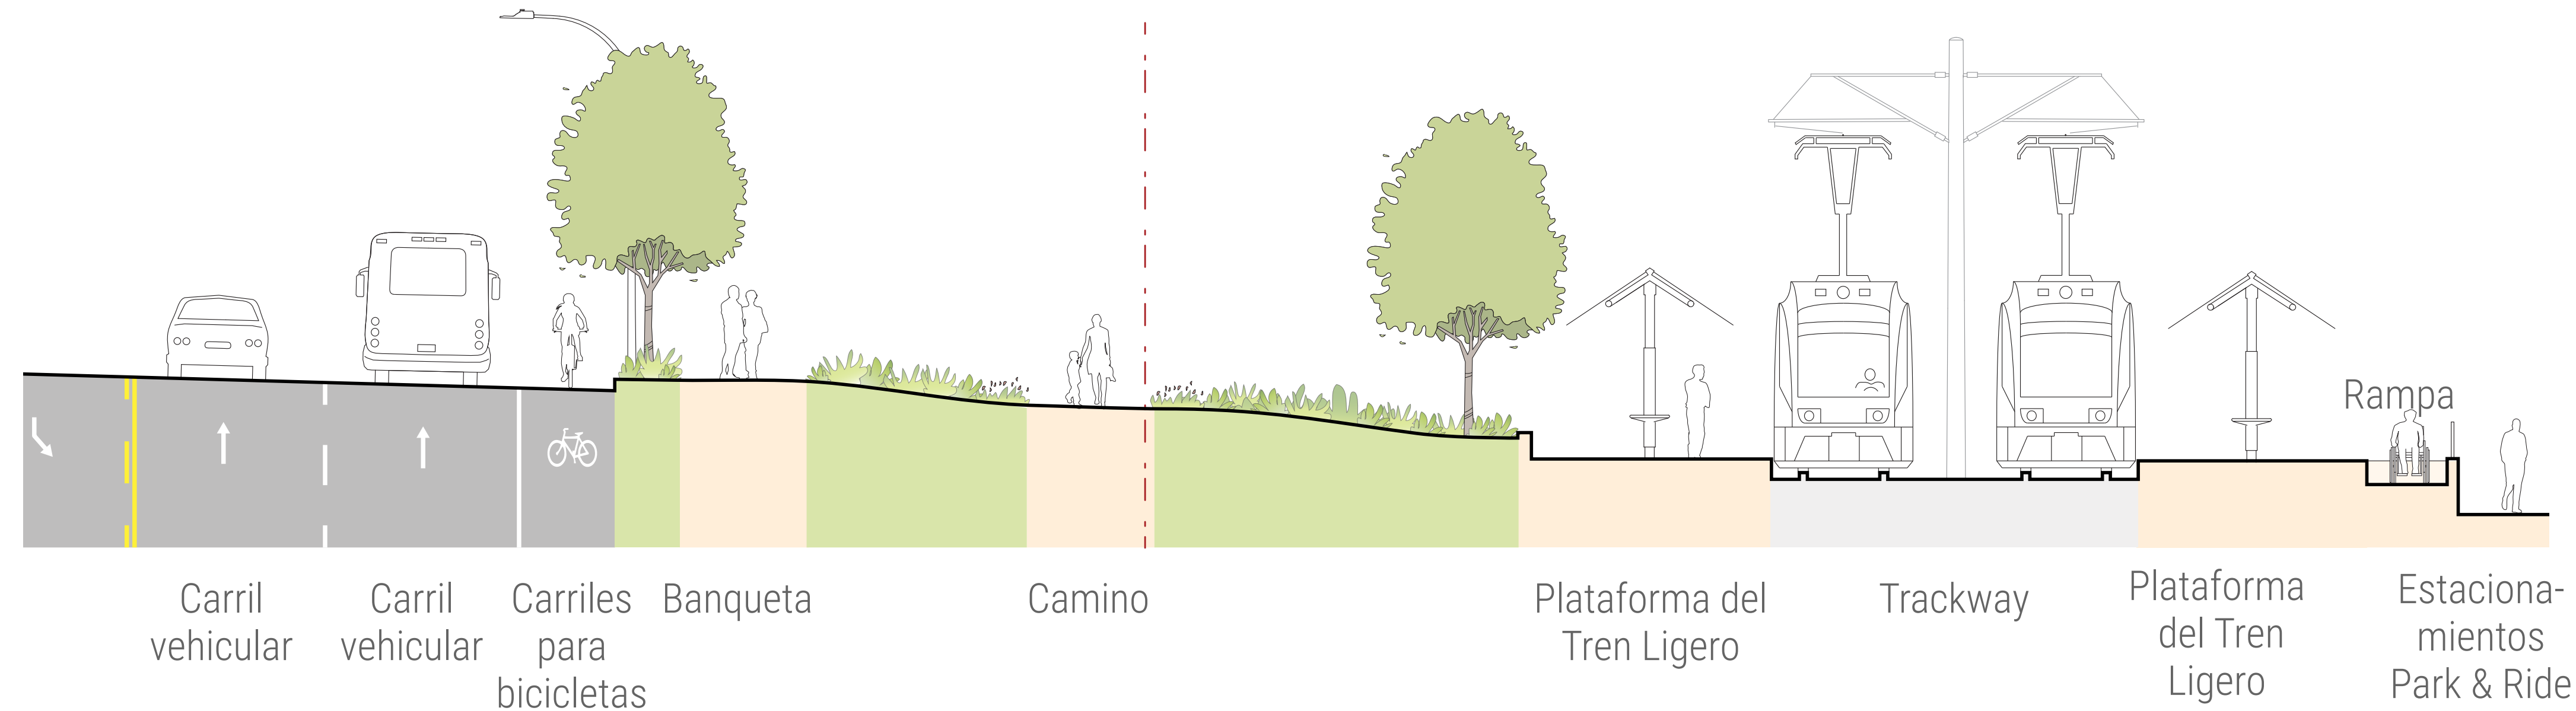 Rampa
Carril
vehicular
Carril
vehicular
Carriles
para
bicicletas
Banqueta
Camino
Plataforma del
Tren Ligero
Trackway
Plataforma
del Tren
Ligero
Estaciona-
mientos
Park & Ride